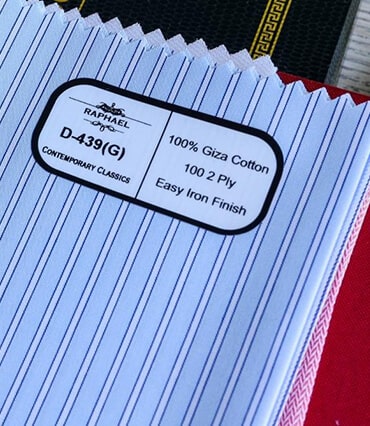 RAPHAEL
D-439(G)
CONTEMPORARY CLASSICS
100% Giza Cotton
100 2 Ply
Easy Iron Finish